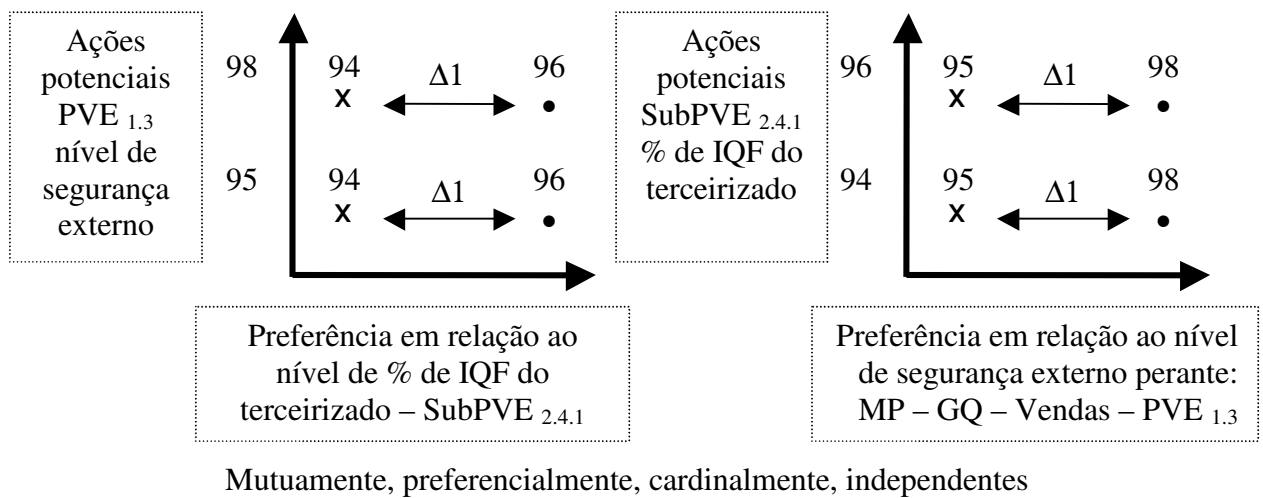 Ações
potenciais
PVE 1.3
nível de
segurança
externo
98
94
Δ1
96
x
•
95
94
Δ1
96
x
•
Preferência em relação ao
nível de % de IQF do
terceirizado – SubPVE 2.4.1
Ações
potenciais
SubPVE 2.4.1
% de IQF do
terceirizado
96
95
Δ1
98
x
•
94
95
Δ1
98
x
•
Preferência em relação ao nível
de segurança externo perante:
MP – GQ – Vendas – PVE 1.3
Mutuamente, preferencialmente, cardinalmente, independentes